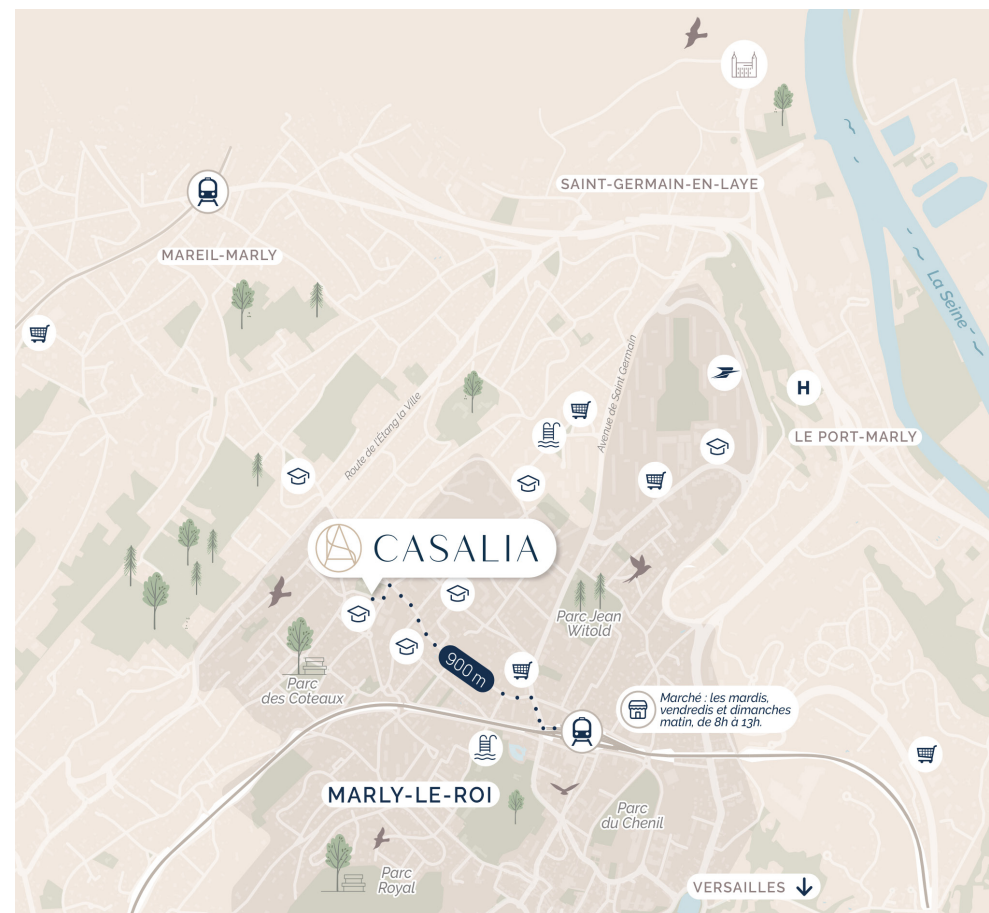 SAINT-GERMAIN-EN-LAYE
MAREIL-MARLY
La Seine
Avenue de Saint Germain
H
Route de l'Étang la Ville
LE PORT-MARLY
CASALIA
Parc Jean
Witold
900 m
Parc
des Coteaux
Marché : les mardis,
vendredis et dimanches
matin, de 8h à 13h.
MARLY-LE-ROI
Parc
du Chenil
Parc
Royal
VERSAILLES